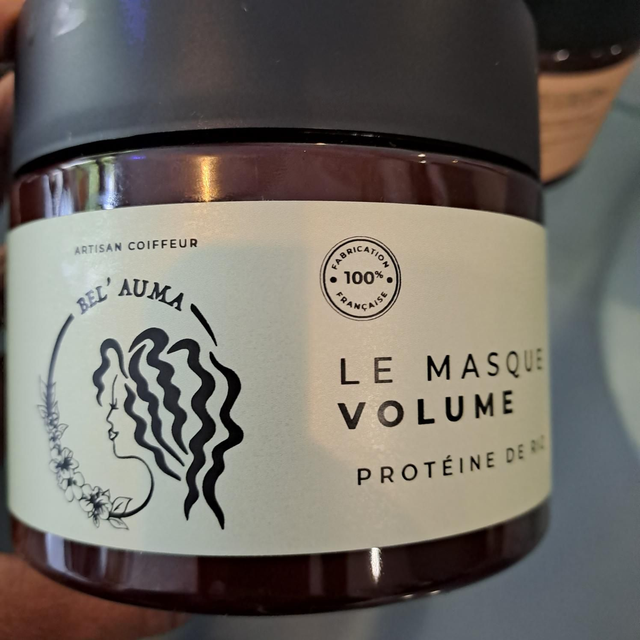 ARTISAN COIFFEUR
BEL' AUMA
FABRICATION
100%
FRANÇAISE
LE MASQUE
VOLUME
PROTÉINE DE RIZ